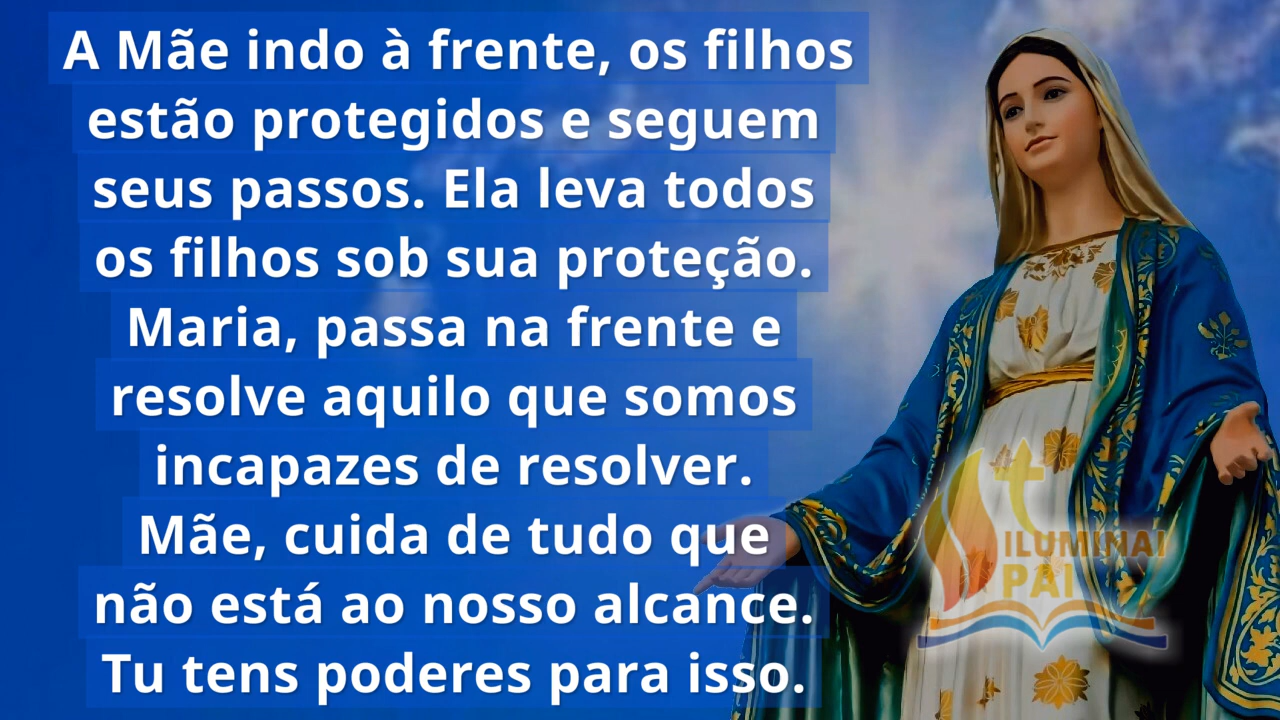 A Mãe indo à frente, os filhos
estão protegidos e seguem
seus passos. Ela leva todos
os filhos sob sua proteção.
Maria, passa na frente e
resolve aquilo que somos
incapazes de resolver.
Mãe, cuida de tudo que
não está ao nosso alcance.
Tu tens poderes para isso.
ILUMINAI
PAI